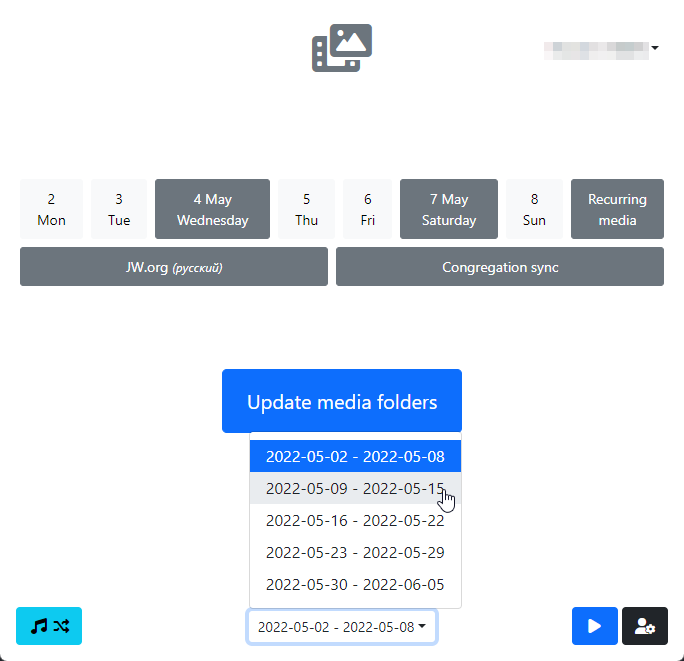 2
Mon
3
Tue
4 May
Wednesday
5
Thu
6
Fri
7 May
Saturday
8
Sun
Recurring
media
JW.org (русский)
Congregation sync
Update media folders
2022-05-02 - 2022-05-08
2022-05-09 - 2022-05-15
2022-05-16 - 2022-05-22
2022-05-23 - 2022-05-29
2022-05-30 - 2022-06-05
2022-05-02 - 2022-05-08